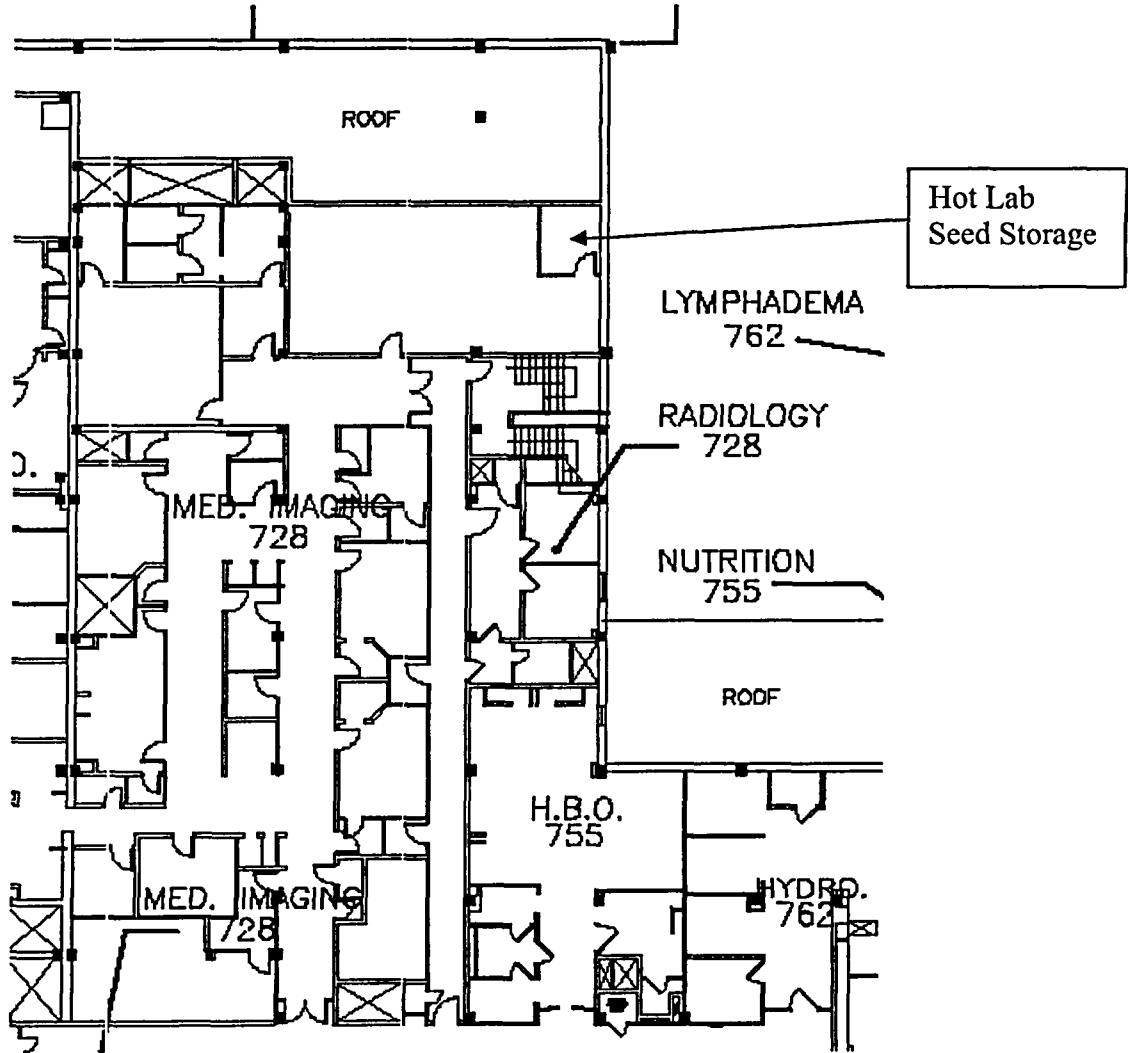 ROOF
Hot Lab
Seed Storage
LYMPHADEMA
762
RADIOLOGY
728
MED. IMAGING
728
NUTRITION
755
ROOF
H.B.O.
755
MED. IMAGING
728
HYDRO.
762